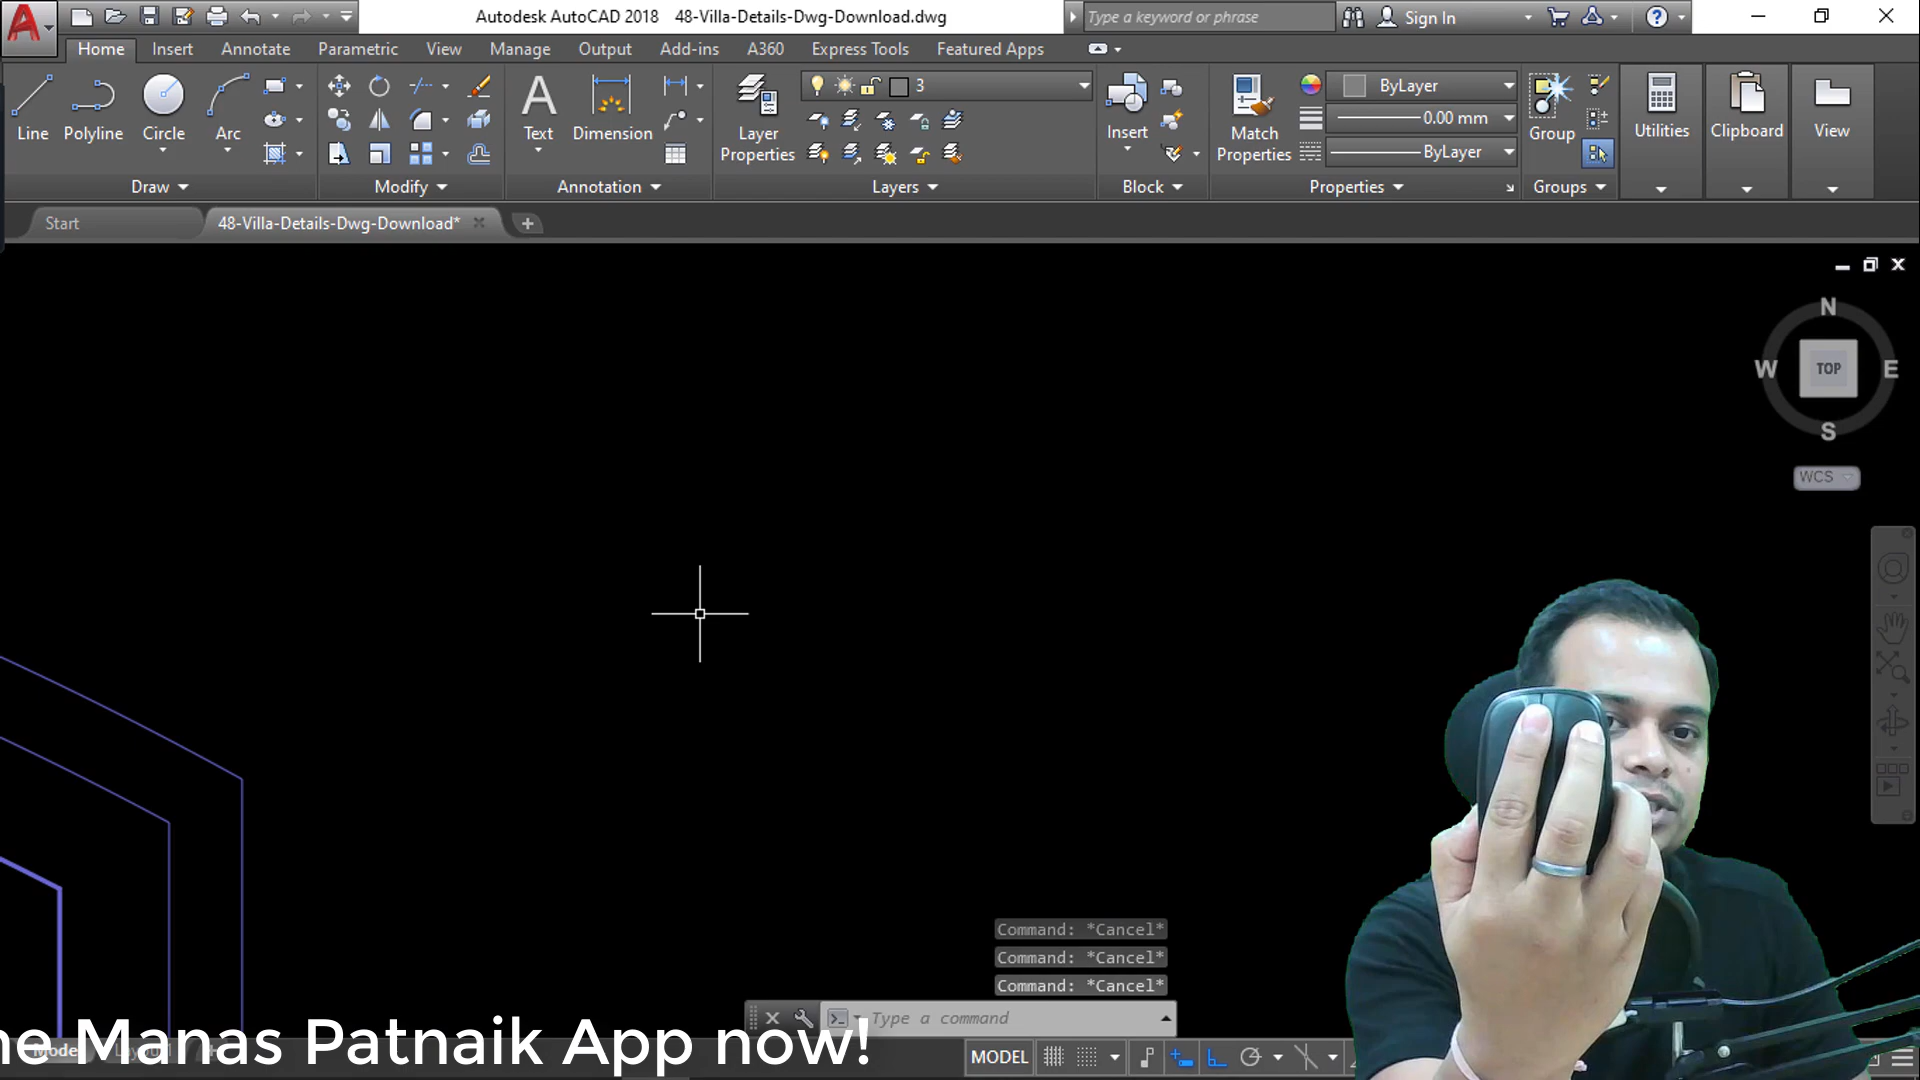 Autodesk AutoCAD 2018 48-Villa-Details-Dwg-Download.dwg
Type a keyword or phrase
Sign In
Home Insert Annotate Parametric View Manage Output Add-ins A360 Express Tools Featured Apps
Line Polyline Circle Arc
Text Dimension
Layer Properties
3
Insert
Match Properties
ByLayer
0.00 mm
ByLayer
Group
Utilities Clipboard View
Draw Modify Annotation Layers Block Properties Groups
Start 48-Villa-Details-Dwg-Download*
N
W TOP E
S
WCS
Command: *Cancel*
Command: *Cancel*
Command: *Cancel*
Type a command
Manas Patnaik App now!
MODEL